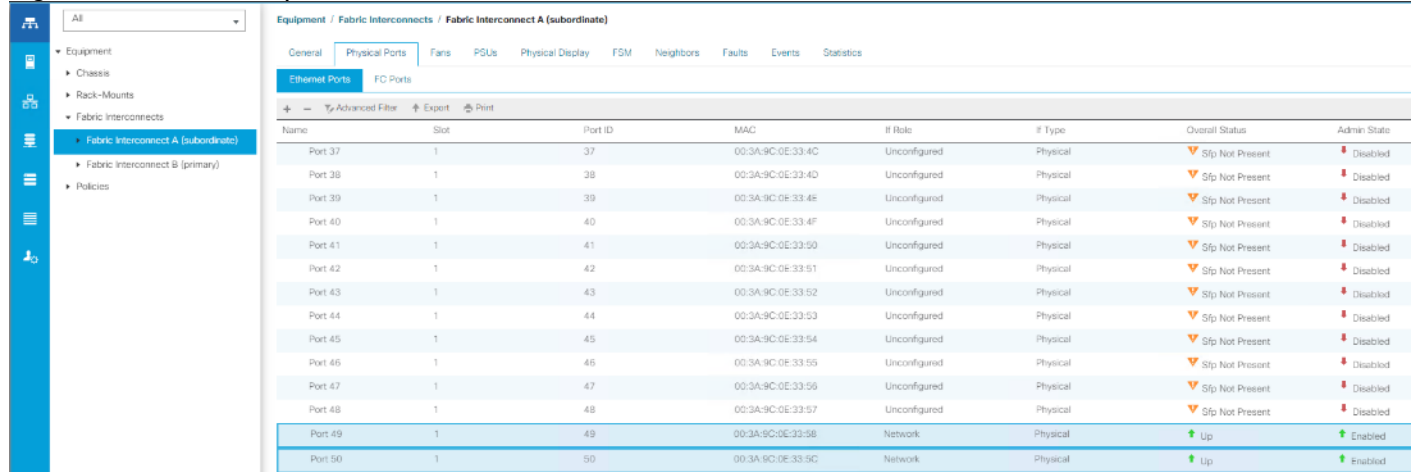 All
Equipment / Fabric Interconnects / Fabric Interconnect A (subordinate)
Equipment
Chassis
Rack-Mounts
Fabric Interconnects
Fabric Interconnect A (subordinate)
Fabric Interconnect B (primary)
Policies
General Physical Ports Fans PSUs Physical Display FSM Neighbors Faults Events Statistics
Ethernet Ports FC Ports
+ − Advanced Filter Export Print
Name Slot Port ID MAC If Role If Type Overall Status Admin State
Port 37 1 37 00:3A:9C:0E:33:4C Unconfigured Physical Sfp Not Present Disabled
Port 38 1 38 00:3A:9C:0E:33:4D Unconfigured Physical Sfp Not Present Disabled
Port 39 1 39 00:3A:9C:0E:33:4E Unconfigured Physical Sfp Not Present Disabled
Port 40 1 40 00:3A:9C:0E:33:4F Unconfigured Physical Sfp Not Present Disabled
Port 41 1 41 00:3A:9C:0E:33:50 Unconfigured Physical Sfp Not Present Disabled
Port 42 1 42 00:3A:9C:0E:33:51 Unconfigured Physical Sfp Not Present Disabled
Port 43 1 43 00:3A:9C:0E:33:52 Unconfigured Physical Sfp Not Present Disabled
Port 44 1 44 00:3A:9C:0E:33:53 Unconfigured Physical Sfp Not Present Disabled
Port 45 1 45 00:3A:9C:0E:33:54 Unconfigured Physical Sfp Not Present Disabled
Port 46 1 46 00:3A:9C:0E:33:55 Unconfigured Physical Sfp Not Present Disabled
Port 47 1 47 00:3A:9C:0E:33:56 Unconfigured Physical Sfp Not Present Disabled
Port 48 1 48 00:3A:9C:0E:33:57 Unconfigured Physical Sfp Not Present Disabled
Port 49 1 49 00:3A:9C:0E:33:58 Network Physical Up Enabled
Port 50 1 50 00:3A:9C:0E:33:5C Network Physical Up Enabled